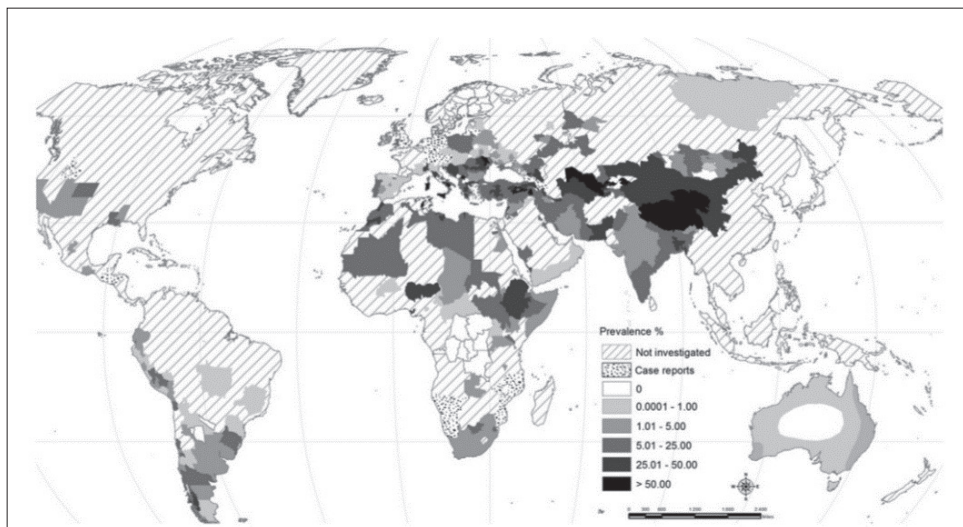 Prevalence %
Not investigated
Case reports
0
0.0001 - 1.00
1.01 - 5.00
5.01 - 25.00
25.01 - 50.00
> 50.00